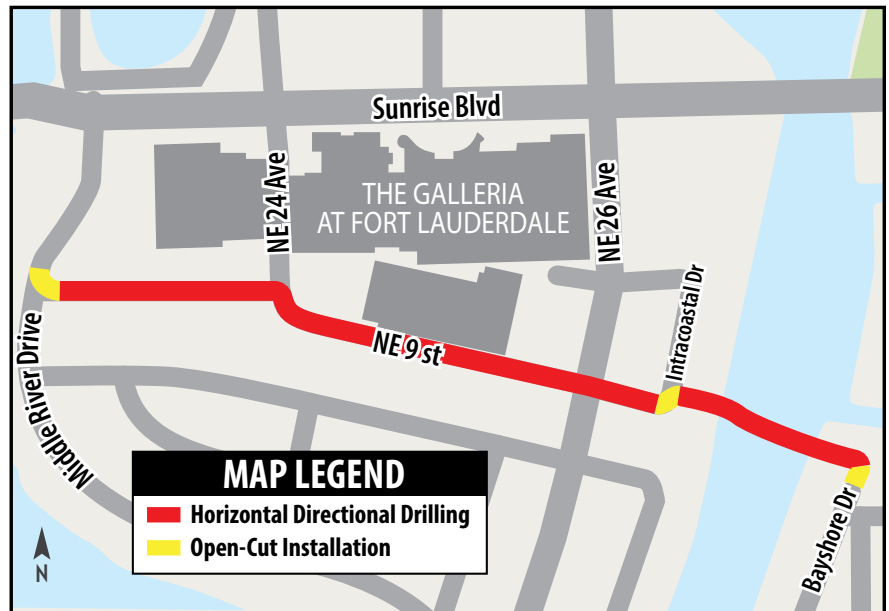 Sunrise Blvd
NE 24 Ave
THE GALLERIA
AT FORT LAUDERDALE
NE 26 Ave
Intracoastal Dr
NE 9 st
Middle River Drive
Bayshore Dr
MAP LEGEND
Horizontal Directional Drilling
Open-Cut Installation
N